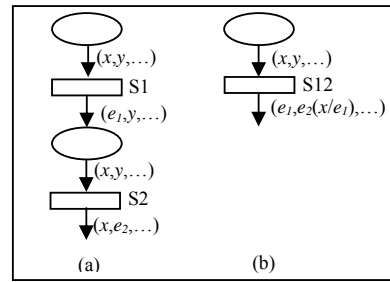 (x,y,…)
S1
(e₁,y,…)
(x,y,…)
S2
(x,e₂,…)
(a)
(x,y,…)
S12
(e₁,e₂(x/e₁),…)
(b)